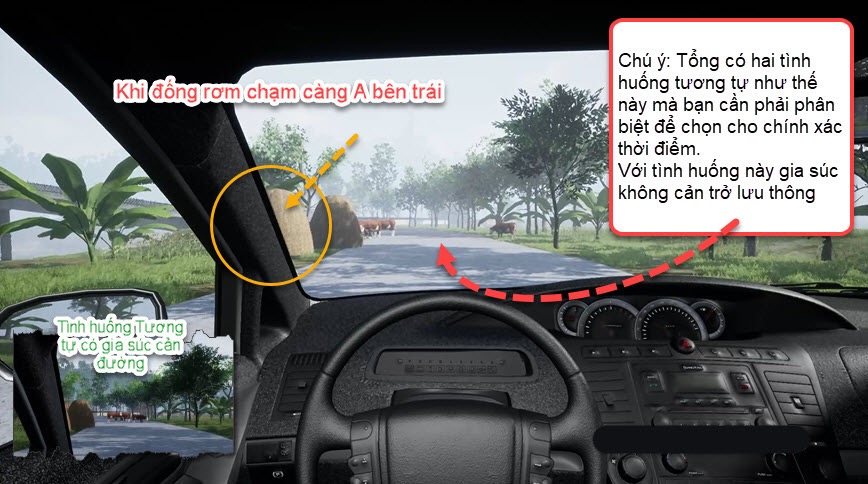 Khi đống rơm chạm càng A bên trái
Chú ý: Tổng có hai tình
huống tương tự như thế
này mà bạn cần phải phân
biệt để chọn cho chính xác
thời điểm.
Với tình huống này gia súc
không cản trở lưu thông
Tình huống Tương
tự có gia súc cản
đường